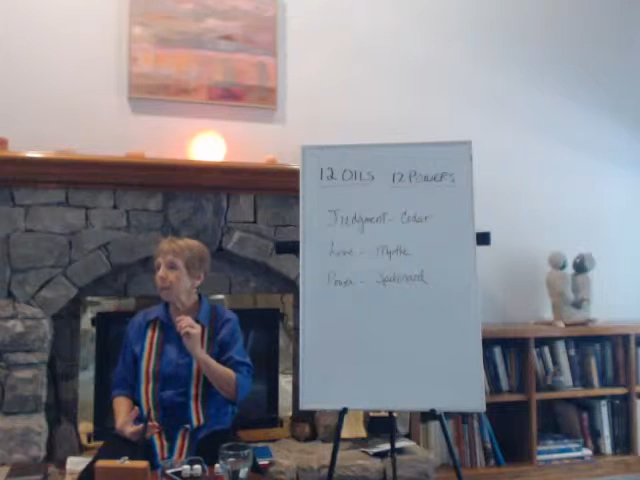 12 OILS 12 POWERS
Judgment - Cedar
Love - Myrtle
Power - Spikenard